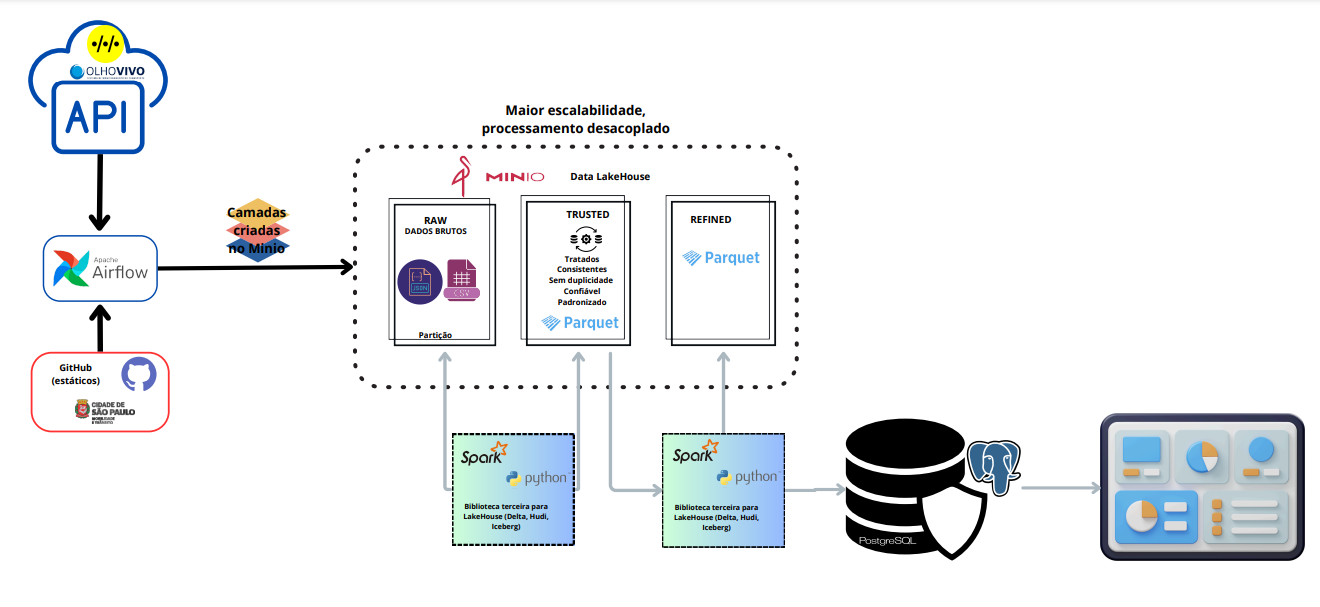 OLHOVIVO
API
Apache
Airflow
GitHub
(estáticos)
CIDADE DE
SÃO PAULO
MOBILIDADE
E TRÂNSITO
Camadas
criadas
no Minio
Maior escalabilidade,
processamento desacoplado
MINIO
Data LakeHouse
RAW
DADOS BRUTOS
JSON
CSV
Partição
TRUSTED
Tratados
Consistentes
Sem duplicidade
Confiável
Padronizado
Parquet
REFINED
Parquet
Spark
python
Biblioteca terceira para
LakeHouse (Delta, Hudi,
Iceberg)
Spark
python
Biblioteca terceira para
LakeHouse (Delta, Hudi,
Iceberg)
PostgreSQL